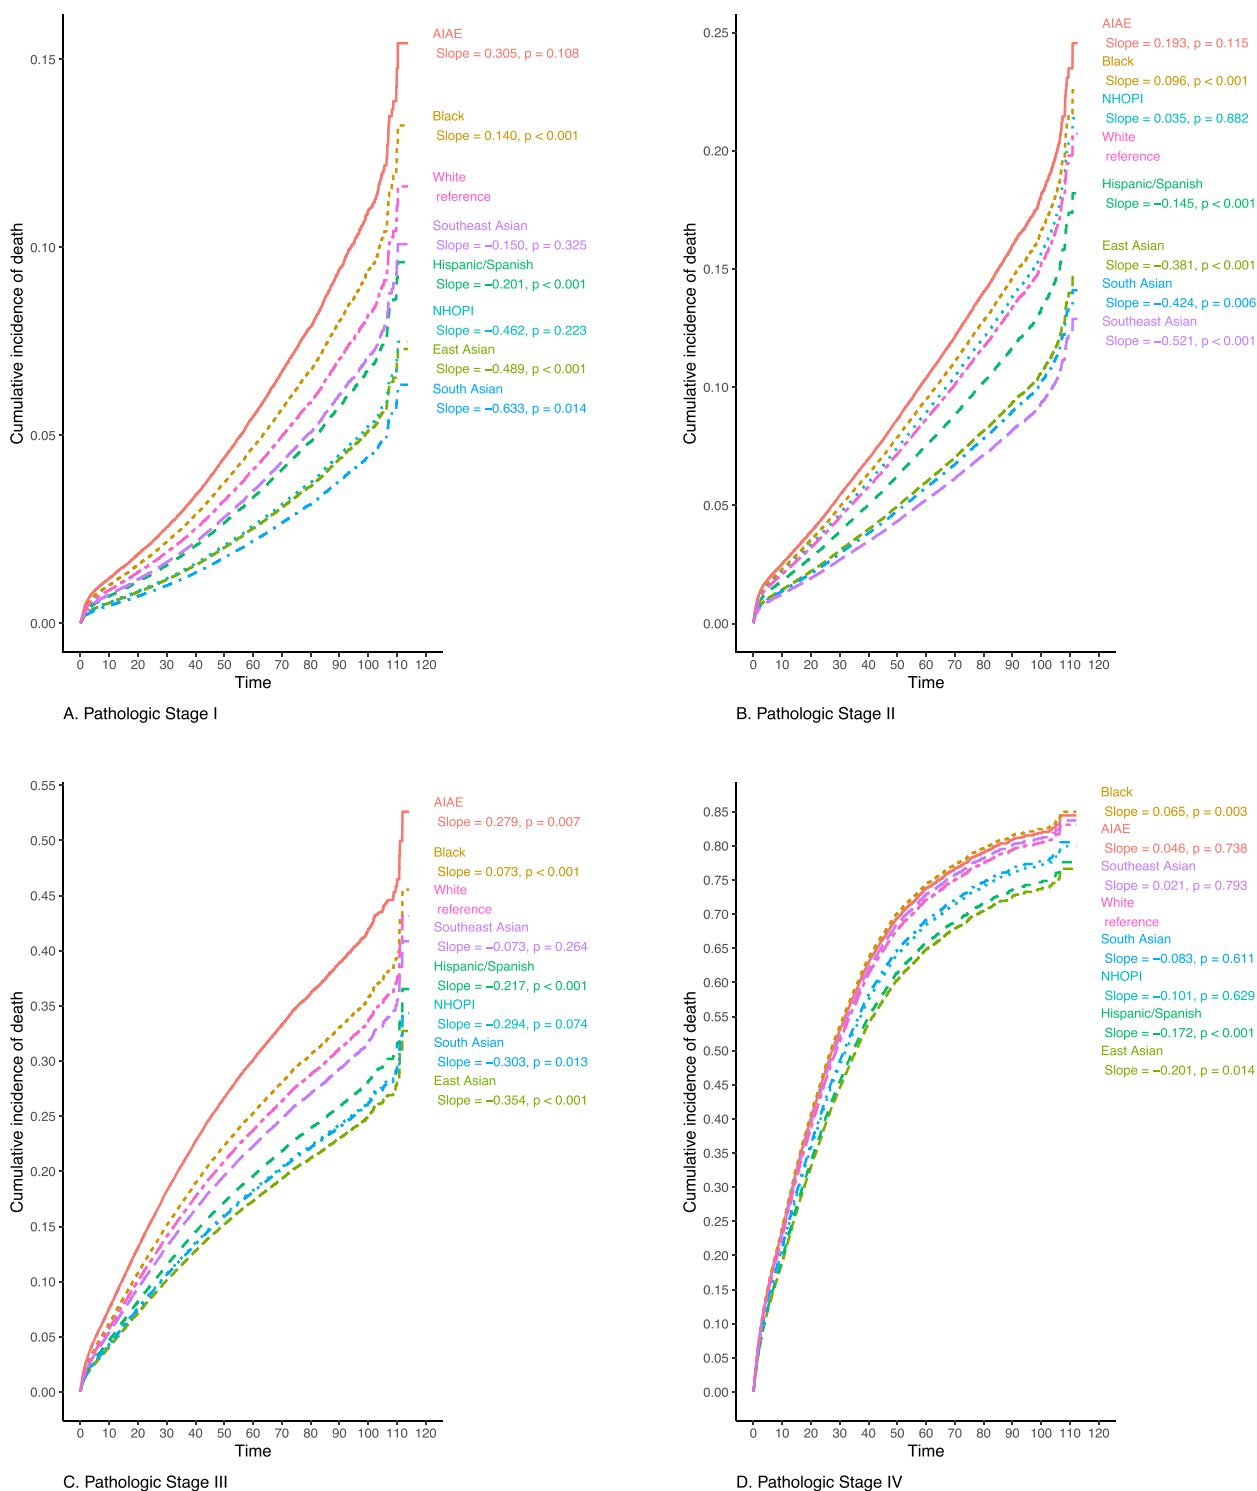 AIAE
Slope = 0.305, p = 0.108
Black
Slope = 0.140, p < 0.001
White
reference
Southeast Asian
Slope = −0.150, p = 0.325
Hispanic/Spanish
Slope = −0.201, p < 0.001
NHOPI
Slope = −0.462, p = 0.223
East Asian
Slope = −0.489, p < 0.001
South Asian
Slope = −0.633, p = 0.014
Cumulative incidence of death
0.15
0.10
0.05
0.00
0 10 20 30 40 50 60 70 80 90 100 110 120
Time
A. Pathologic Stage I
AIAE
Slope = 0.193, p = 0.115
Black
Slope = 0.096, p < 0.001
NHOPI
Slope = 0.035, p = 0.882
White
reference
Hispanic/Spanish
Slope = −0.145, p < 0.001
East Asian
Slope = −0.381, p < 0.001
South Asian
Slope = −0.424, p = 0.006
Southeast Asian
Slope = −0.521, p < 0.001
Cumulative incidence of death
0.25
0.20
0.15
0.10
0.05
0.00
0 10 20 30 40 50 60 70 80 90 100 110 120
Time
B. Pathologic Stage II
AIAE
Slope = 0.279, p = 0.007
Black
Slope = 0.073, p < 0.001
White
reference
Southeast Asian
Slope = −0.073, p = 0.264
Hispanic/Spanish
Slope = −0.217, p < 0.001
NHOPI
Slope = −0.294, p = 0.074
South Asian
Slope = −0.303, p = 0.013
East Asian
Slope = −0.354, p < 0.001
Cumulative incidence of death
0.55
0.50
0.45
0.40
0.35
0.30
0.25
0.20
0.15
0.10
0.05
0.00
0 10 20 30 40 50 60 70 80 90 100 110 120
Time
C. Pathologic Stage III
Black
Slope = 0.065, p = 0.003
AIAE
Slope = 0.046, p = 0.738
Southeast Asian
Slope = 0.021, p = 0.793
White
reference
South Asian
Slope = −0.083, p = 0.611
NHOPI
Slope = −0.101, p = 0.629
Hispanic/Spanish
Slope = −0.172, p < 0.001
East Asian
Slope = −0.201, p = 0.014
Cumulative incidence of death
0.85
0.80
0.75
0.70
0.65
0.60
0.55
0.50
0.45
0.40
0.35
0.30
0.25
0.20
0.15
0.10
0.05
0.00
0 10 20 30 40 50 60 70 80 90 100 110 120
Time
D. Pathologic Stage IV